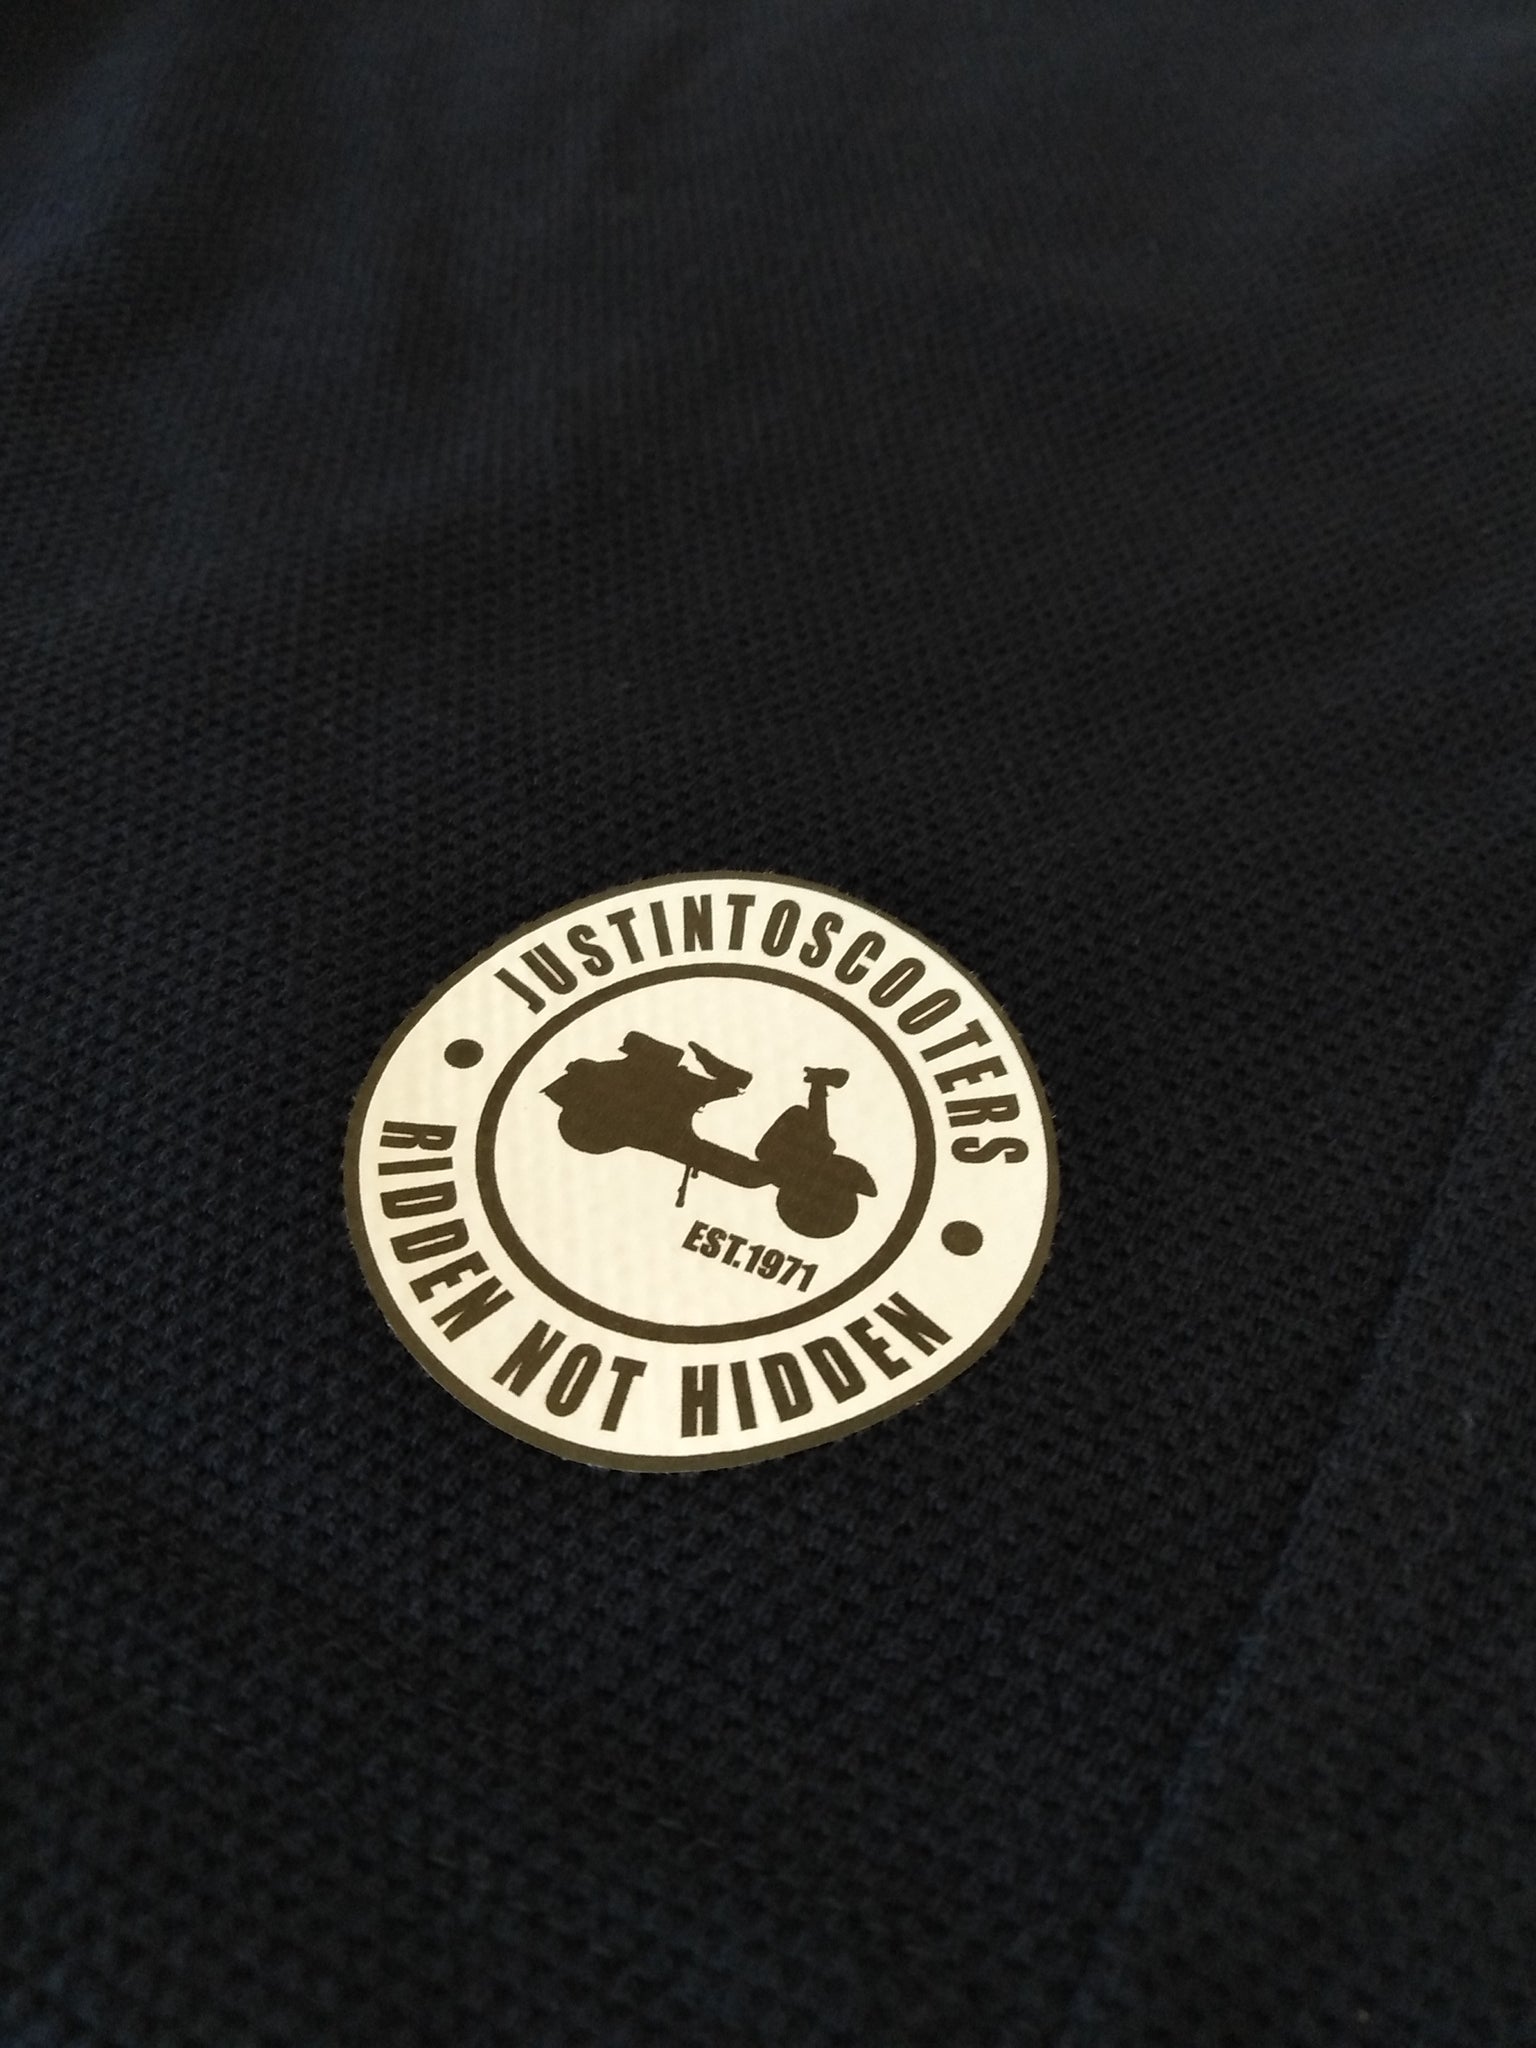 JUSTINTOSCOOTERS
EST.1971
RIDDEN NOT HIDDEN